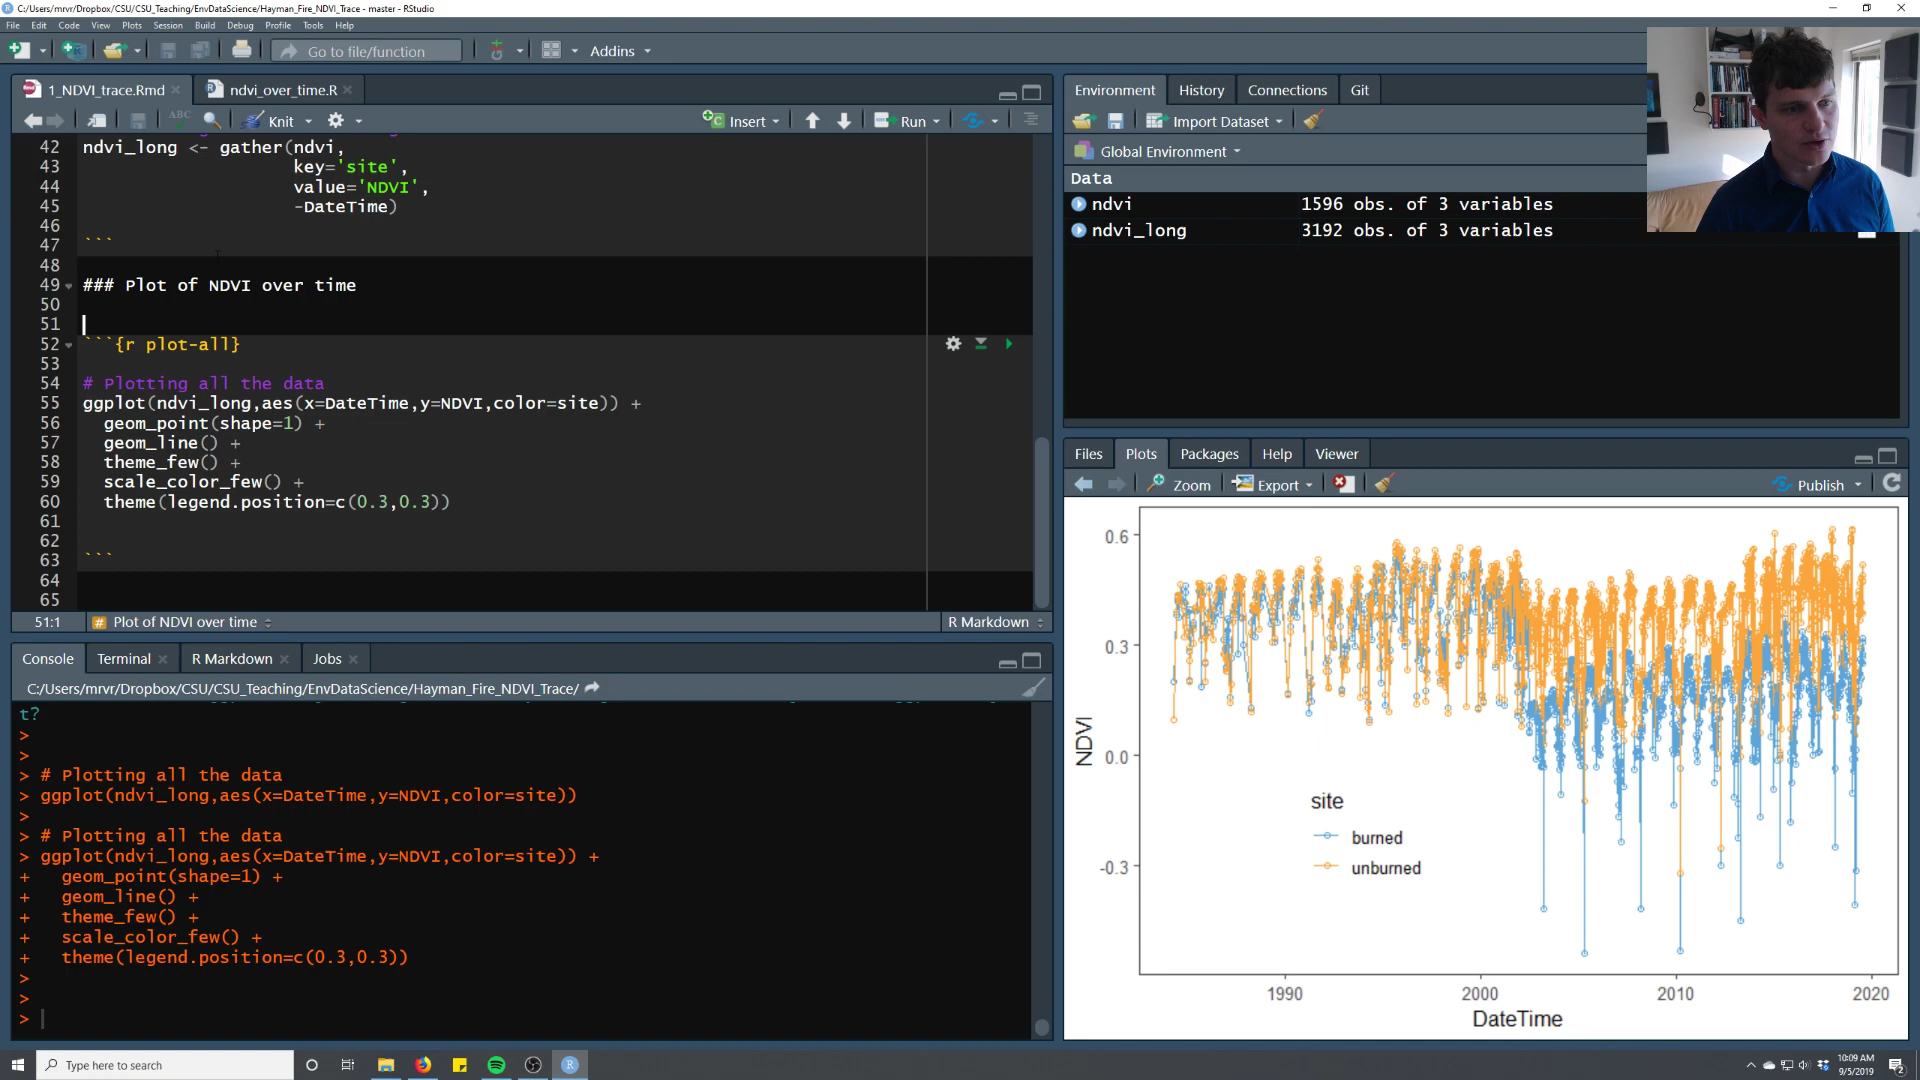 C:/Users/mrvr/Dropbox/CSU/CSU_Teaching/EnvDataScience/Hayman_Fire_NDVI_Trace - master - RStudio
File Edit Code View Plots Session Build Debug Profile Tools Help
Go to file/function
Addins
1_NDVI_trace.Rmd
ndvi_over_time.R
ABC
Knit
Insert
Run
42 ndvi_long <- gather(ndvi,
43 key='site',
44 value='NDVI',
45 -DateTime)
46
47 ```
48
49 ### Plot of NDVI over time
50
51
52 ```{r plot-all}
53
54 # Plotting all the data
55 ggplot(ndvi_long,aes(x=DateTime,y=NDVI,color=site)) +
56 geom_point(shape=1) +
57 geom_line() +
58 theme_few() +
59 scale_color_few() +
60 theme(legend.position=c(0.3,0.3))
61
62
63 ```
64
65
51:1 # Plot of NDVI over time R Markdown
Console Terminal R Markdown Jobs
C:/Users/mrvr/Dropbox/CSU/CSU_Teaching/EnvDataScience/Hayman_Fire_NDVI_Trace/
t?
>
>
> # Plotting all the data
> ggplot(ndvi_long,aes(x=DateTime,y=NDVI,color=site))
>
> # Plotting all the data
> ggplot(ndvi_long,aes(x=DateTime,y=NDVI,color=site)) +
+ geom_point(shape=1) +
+ geom_line() +
+ theme_few() +
+ scale_color_few() +
+ theme(legend.position=c(0.3,0.3))
>
>
>
Environment History Connections Git
Import Dataset
Global Environment
Data
ndvi 1596 obs. of 3 variables
ndvi_long 3192 obs. of 3 variables
Files Plots Packages Help Viewer
Zoom Export Publish
0.6
0.3
0.0
-0.3
NDVI
site
burned
unburned
1990 2000 2010 2020
DateTime
Type here to search
10:09 AM
9/5/2019